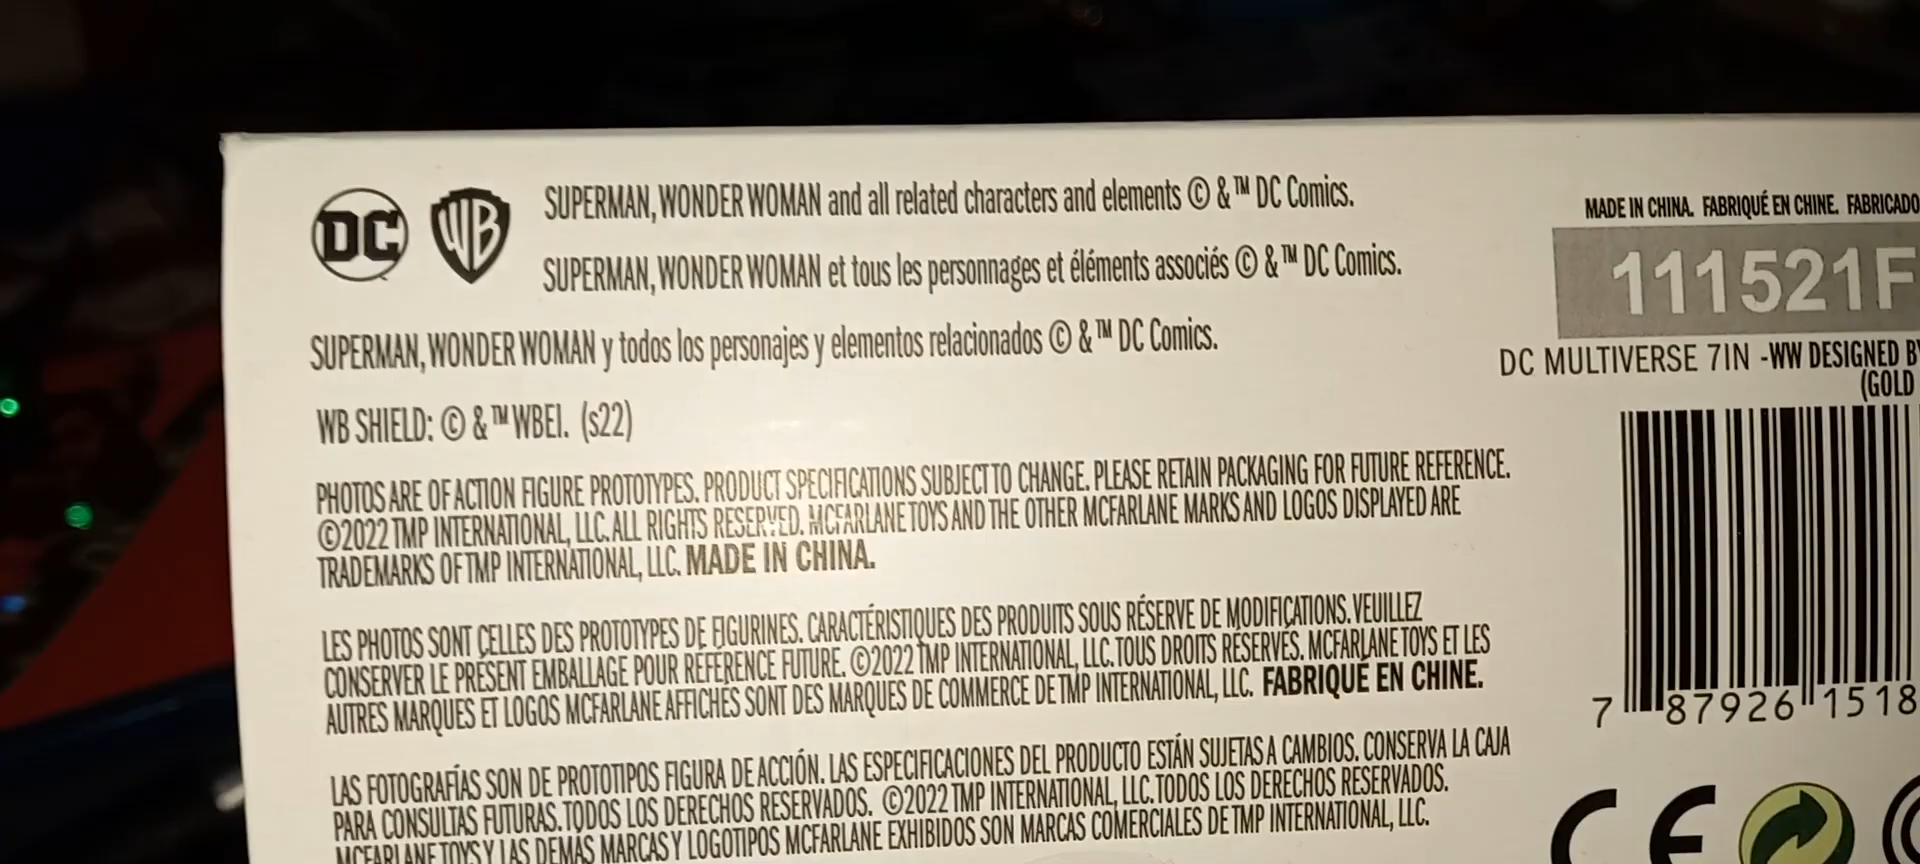 DC WB SUPERMAN, WONDER WOMAN and all related characters and elements © & ™ DC Comics.
SUPERMAN, WONDER WOMAN et tous les personnages et éléments associés © & ™ DC Comics.
SUPERMAN, WONDER WOMAN y todos los personajes y elementos relacionados © & ™ DC Comics.
WB SHIELD: © & ™ WBEI. (s22)
PHOTOS ARE OF ACTION FIGURE PROTOTYPES. PRODUCT SPECIFICATIONS SUBJECT TO CHANGE. PLEASE RETAIN PACKAGING FOR FUTURE REFERENCE.
©2022 TMP INTERNATIONAL, LLC. ALL RIGHTS RESERVED. MCFARLANE TOYS AND THE OTHER MCFARLANE MARKS AND LOGOS DISPLAYED ARE
TRADEMARKS OF TMP INTERNATIONAL, LLC. MADE IN CHINA.
LES PHOTOS SONT CELLES DES PROTOTYPES DE FIGURINES. CARACTÉRISTIQUES DES PRODUITS SOUS RÉSERVE DE MODIFICATIONS. VEUILLEZ
CONSERVER LE PRÉSENT EMBALLAGE POUR RÉFÉRENCE FUTURE. ©2022 TMP INTERNATIONAL, LLC. TOUS DROITS RÉSERVÉS. MCFARLANE TOYS ET LES
AUTRES MARQUES ET LOGOS MCFARLANE AFFICHÉS SONT DES MARQUES DE COMMERCE DE TMP INTERNATIONAL, LLC. FABRIQUÉ EN CHINE.
LAS FOTOGRAFÍAS SON DE PROTOTIPOS FIGURA DE ACCIÓN. LAS ESPECIFICACIONES DEL PRODUCTO ESTÁN SUJETAS A CAMBIOS. CONSERVA LA CAJA
PARA CONSULTAS FUTURAS. TODOS LOS DERECHOS RESERVADOS. ©2022 TMP INTERNATIONAL, LLC. TODOS LOS DERECHOS RESERVADOS.
MCFARLANE TOYS Y LAS DEMÁS MARCAS Y LOGOTIPOS MCFARLANE EXHIBIDOS SON MARCAS COMERCIALES DE TMP INTERNATIONAL, LLC.
MADE IN CHINA. FABRIQUÉ EN CHINE. FABRICADO
111521F
DC MULTIVERSE 7IN -WW DESIGNED BY
(GOLD
7 87926 1518
CE